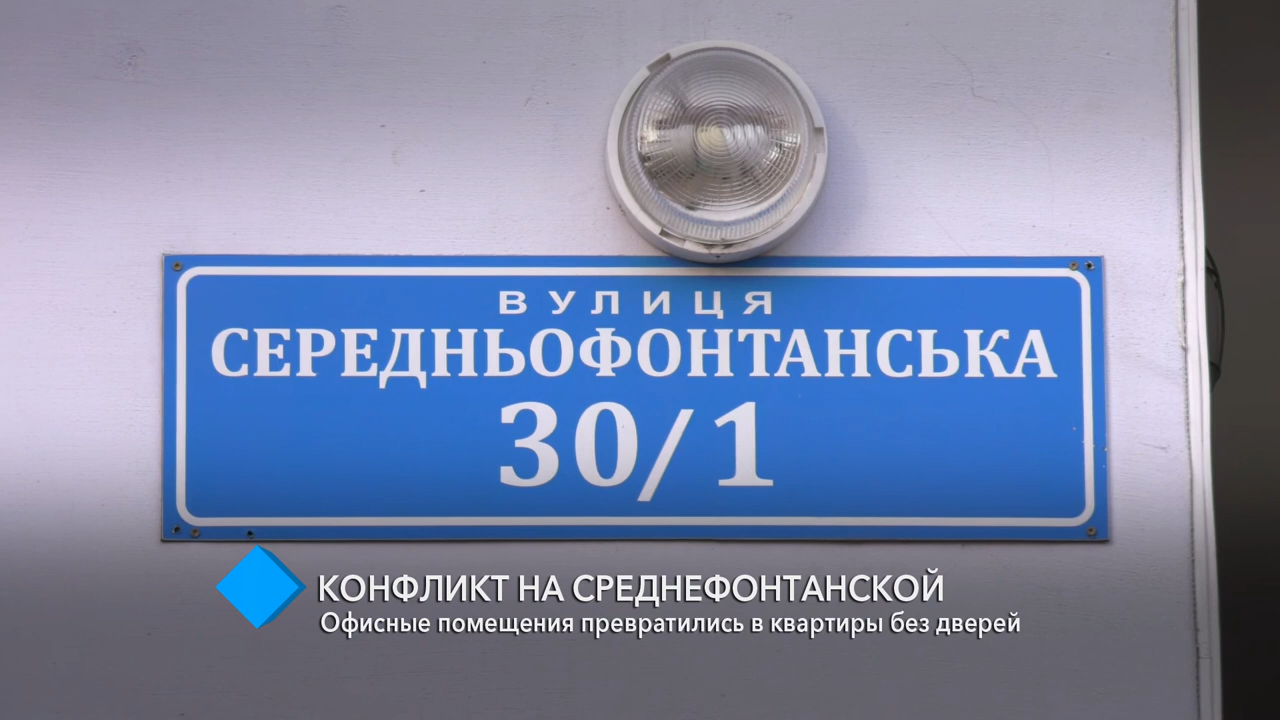 ВУЛИЦЯ
СЕРЕДНЬОФОНТАНСЬКА
30/1
КОНФЛИКТ НА СРЕДНЕФОНТАНСКОЙ
Офисные помещения превратились в квартиры без дверей